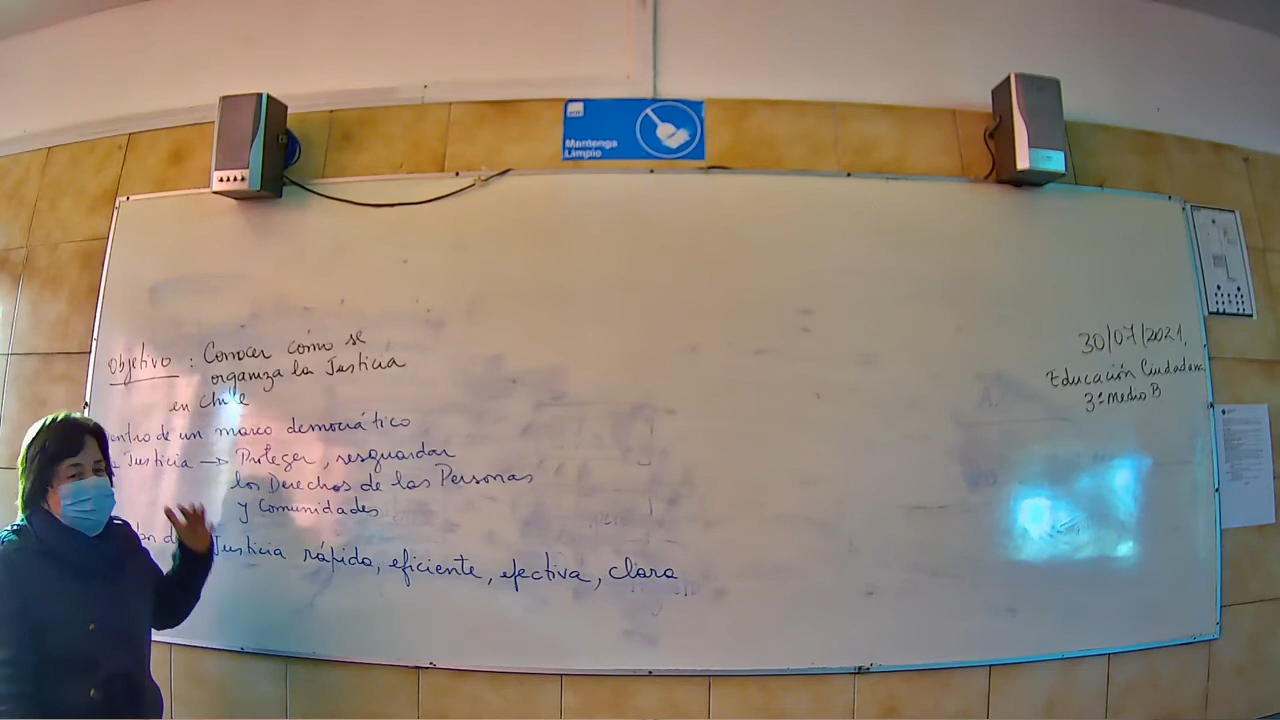 Mantenga
Limpio
Objetivo : Conocer cómo se
organiza la Justicia
en Chile
entro de un marco democrático
Justicia → Proteger, resguardar
los Derechos de las Personas
y Comunidades
Justicia rápida, eficiente, efectiva, clara
30/07/2021,
Educación Ciudadana
3° Medio B